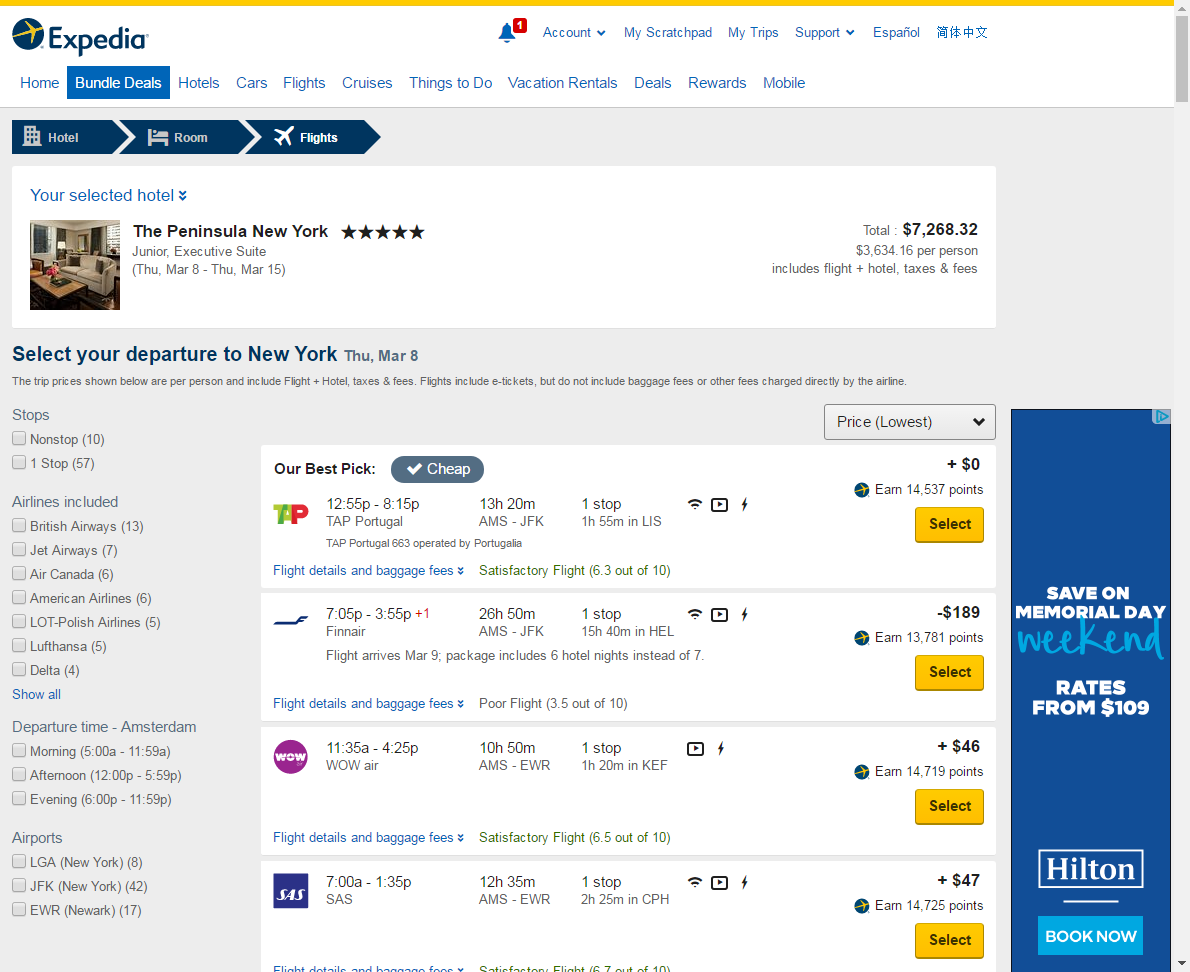 Expedia
1
Account
My Scratchpad
My Trips
Support
Español
简体中文
Home
Bundle Deals
Hotels
Cars
Flights
Cruises
Things to Do
Vacation Rentals
Deals
Rewards
Mobile
Hotel
Room
Flights
Your selected hotel
The Peninsula New York
Junior, Executive Suite
(Thu, Mar 8 - Thu, Mar 15)
Total : $7,268.32
$3,634.16 per person
includes flight + hotel, taxes & fees
Select your departure to New York Thu, Mar 8
The trip prices shown below are per person and include Flight + Hotel, taxes & fees. Flights include e-tickets, but do not include baggage fees or other fees charged directly by the airline.
Stops
Nonstop (10)
1 Stop (57)
Airlines included
British Airways (13)
Jet Airways (7)
Air Canada (6)
American Airlines (6)
LOT-Polish Airlines (5)
Lufthansa (5)
Delta (4)
Show all
Departure time - Amsterdam
Morning (5:00a - 11:59a)
Afternoon (12:00p - 5:59p)
Evening (6:00p - 11:59p)
Airports
LGA (New York) (8)
JFK (New York) (42)
EWR (Newark) (17)
Price (Lowest)
Our Best Pick: Cheap
+ $0
Earn 14,537 points
Select
TAP
12:55p - 8:15p
TAP Portugal
13h 20m
AMS - JFK
1 stop
1h 55m in LIS
TAP Portugal 663 operated by Portugalia
Flight details and baggage fees
Satisfactory Flight (6.3 out of 10)
7:05p - 3:55p +1
Finnair
26h 50m
AMS - JFK
1 stop
15h 40m in HEL
-$189
Earn 13,781 points
Select
Flight arrives Mar 9; package includes 6 hotel nights instead of 7.
Flight details and baggage fees
Poor Flight (3.5 out of 10)
WOW
11:35a - 4:25p
WOW air
10h 50m
AMS - EWR
1 stop
1h 20m in KEF
+ $46
Earn 14,719 points
Select
Flight details and baggage fees
Satisfactory Flight (6.5 out of 10)
SAS
7:00a - 1:35p
SAS
12h 35m
AMS - EWR
1 stop
2h 25m in CPH
+ $47
Earn 14,725 points
Select
Flight details and baggage fees
Satisfactory Flight (6.7 out of 10)
SAVE ON
MEMORIAL DAY
weekend
RATES
FROM $109
Hilton
BOOK NOW